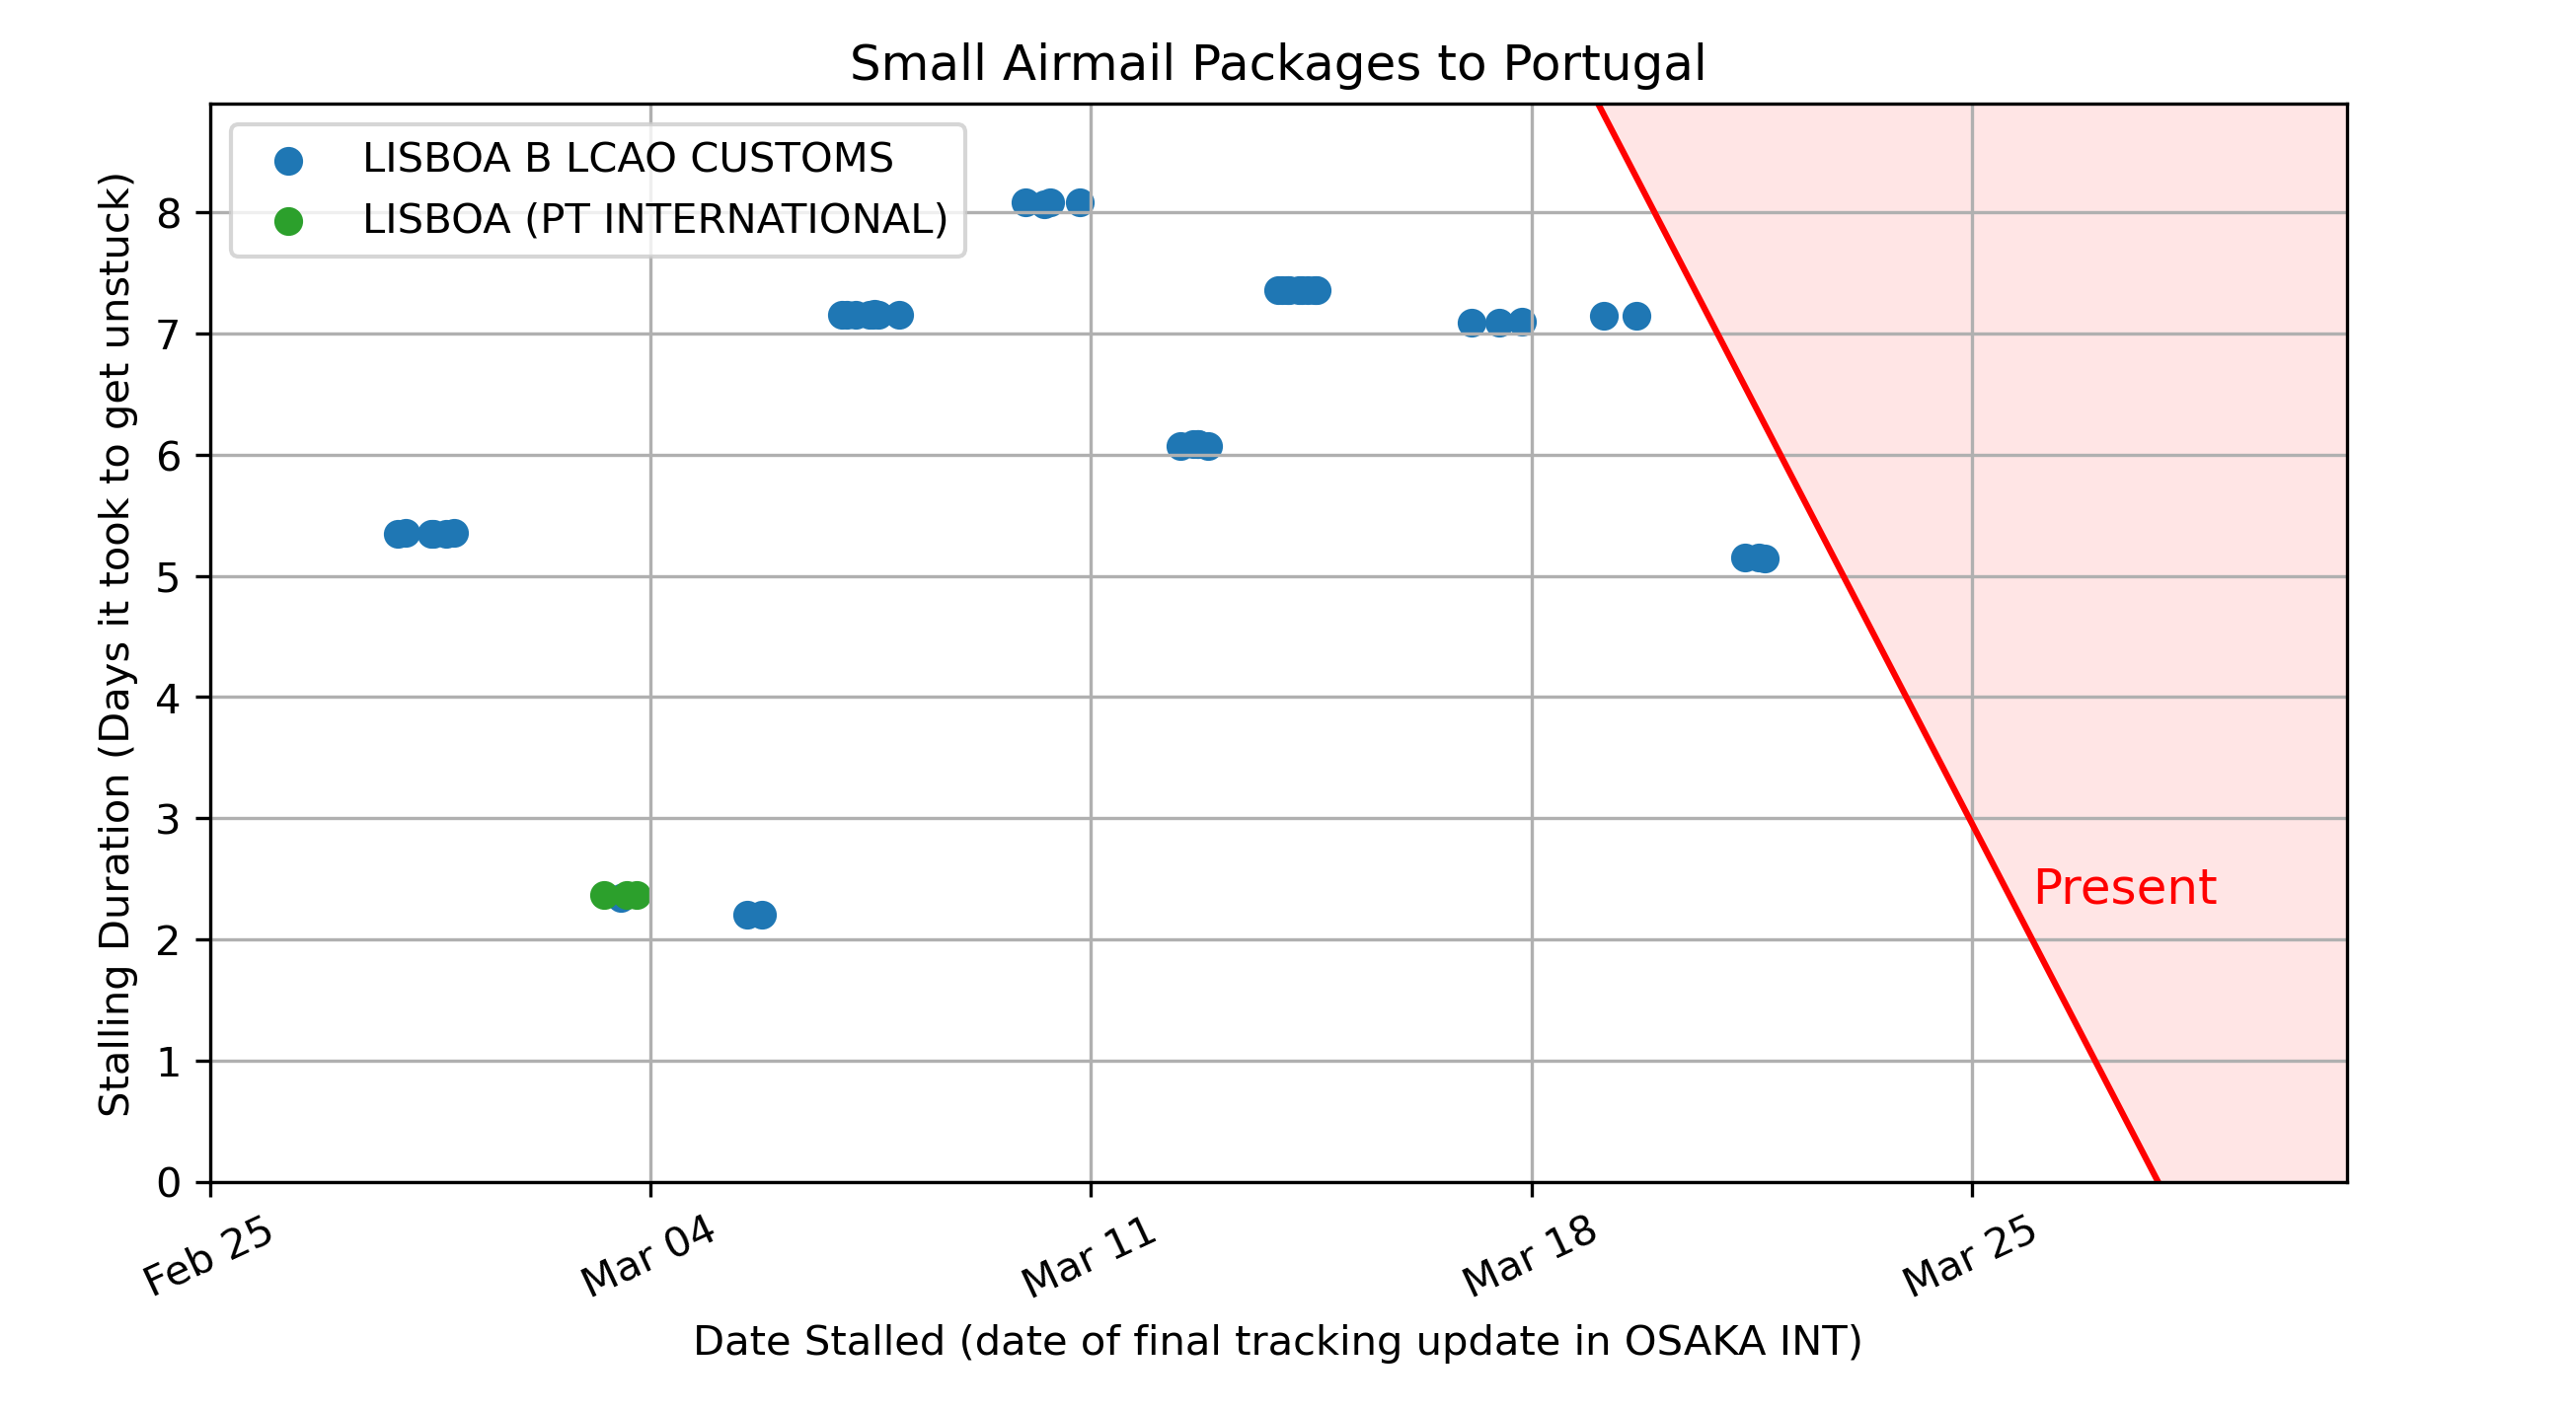 Small Airmail Packages to Portugal
LISBOA B LCAO CUSTOMS
LISBOA (PT INTERNATIONAL)
Stalling Duration (Days it took to get unstuck)
8
7
6
5
4
3
2
1
0
Present
Feb 25
Mar 04
Mar 11
Mar 18
Mar 25
Date Stalled (date of final tracking update in OSAKA INT)